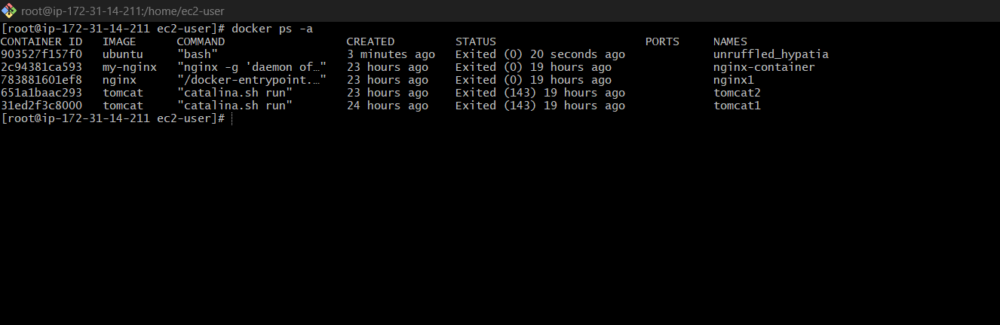 root@ip-172-31-14-211:/home/ec2-user
[root@ip-172-31-14-211 ec2-user]# docker ps -a
CONTAINER ID   IMAGE      COMMAND                  CREATED         STATUS                      PORTS     NAMES
903527f157f0   ubuntu     "bash"                   3 minutes ago   Exited (0) 20 seconds ago             unruffled_hypatia
2c94381ca593   my-nginx   "nginx -g 'daemon of…"   23 hours ago    Exited (0) 19 hours ago               nginx-container
783881601ef8   nginx      "/docker-entrypoint.…"   23 hours ago    Exited (0) 19 hours ago               nginx1
651a1baac293   tomcat     "catalina.sh run"        23 hours ago    Exited (143) 19 hours ago             tomcat2
31ed2f3c8000   tomcat     "catalina.sh run"        24 hours ago    Exited (143) 19 hours ago             tomcat1
[root@ip-172-31-14-211 ec2-user]#